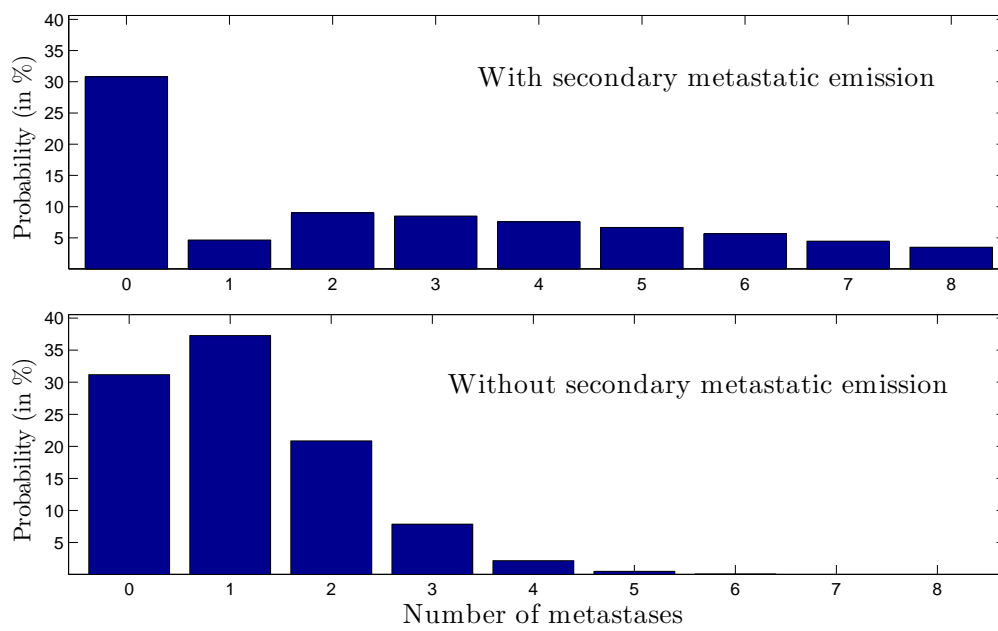 40
35
30
25
20
15
10
5
Probability (in %)
With secondary metastatic emission
0 1 2 3 4 5 6 7 8
40
35
30
25
20
15
10
5
Probability (in %)
Without secondary metastatic emission
0 1 2 3 4 5 6 7 8
Number of metastases